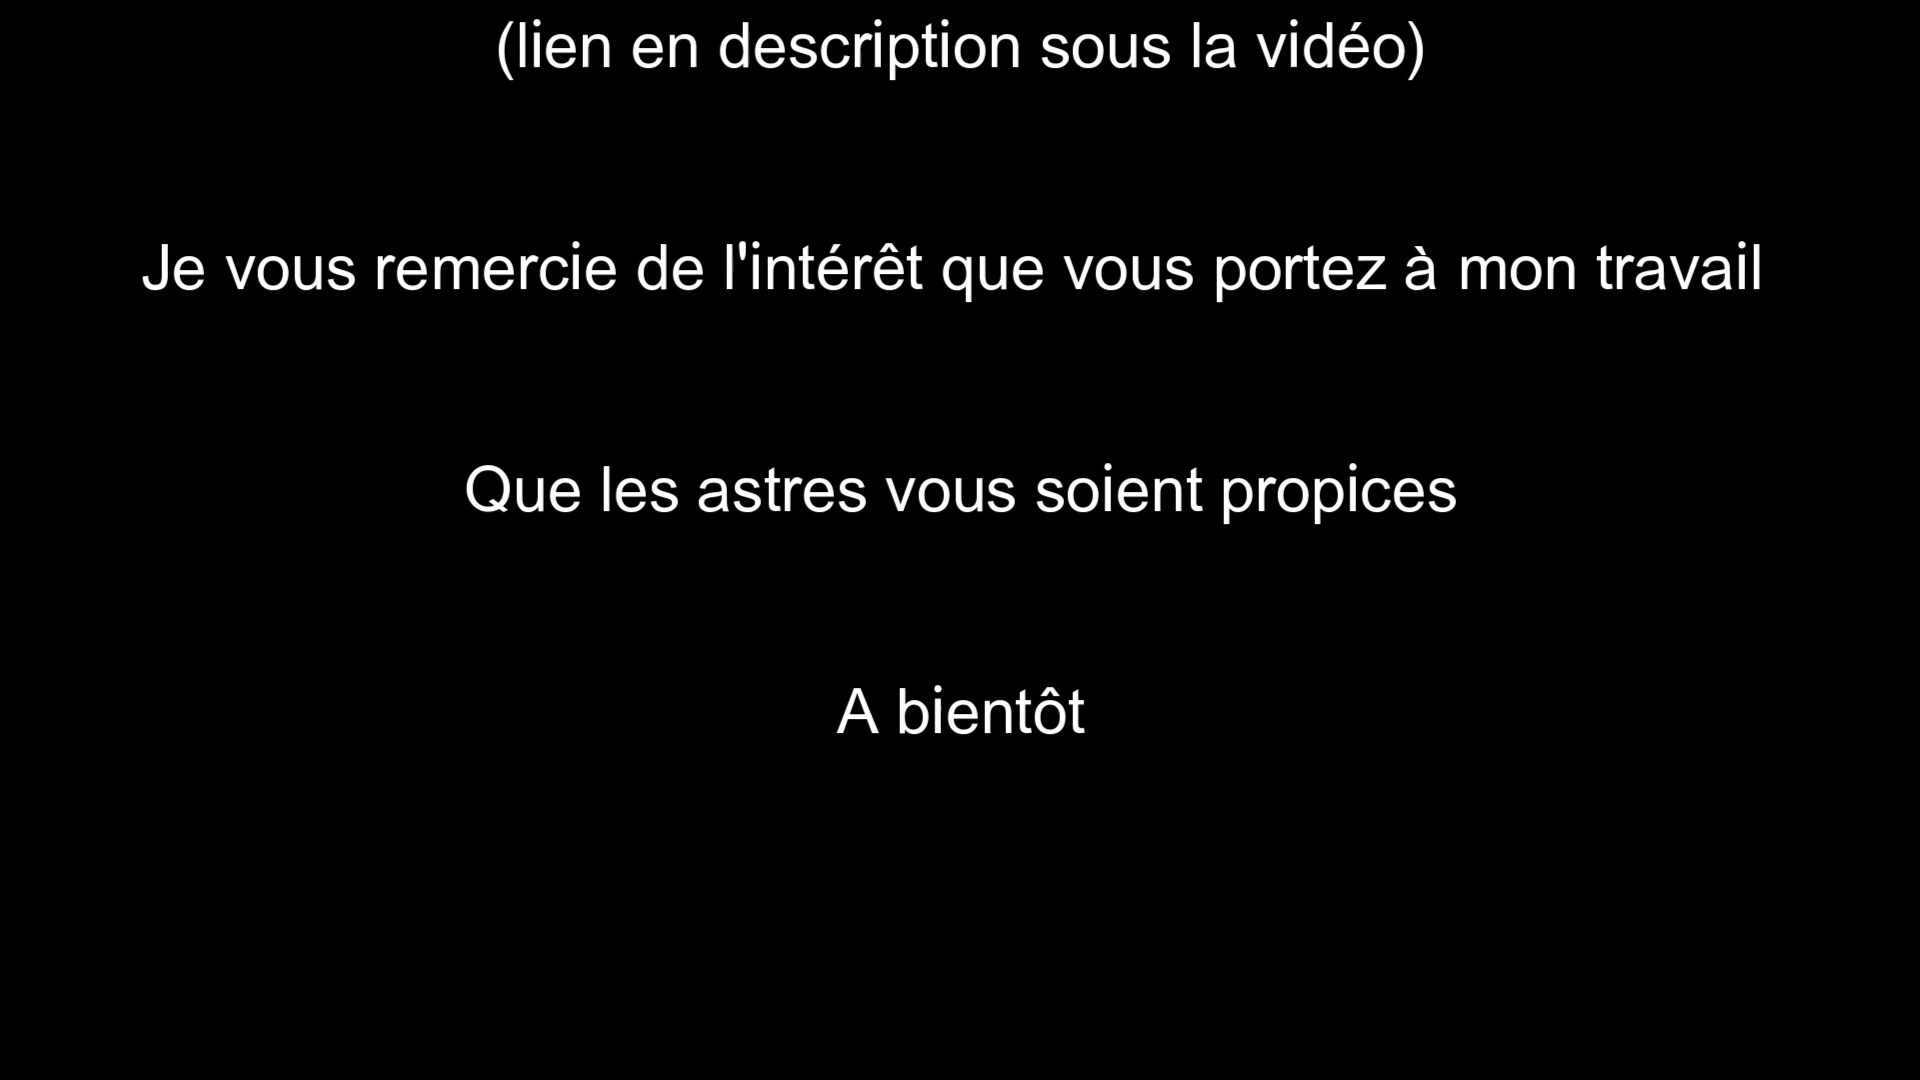 (lien en description sous la vidéo)
Je vous remercie de l'intérêt que vous portez à mon travail
Que les astres vous soient propices
A bientôt